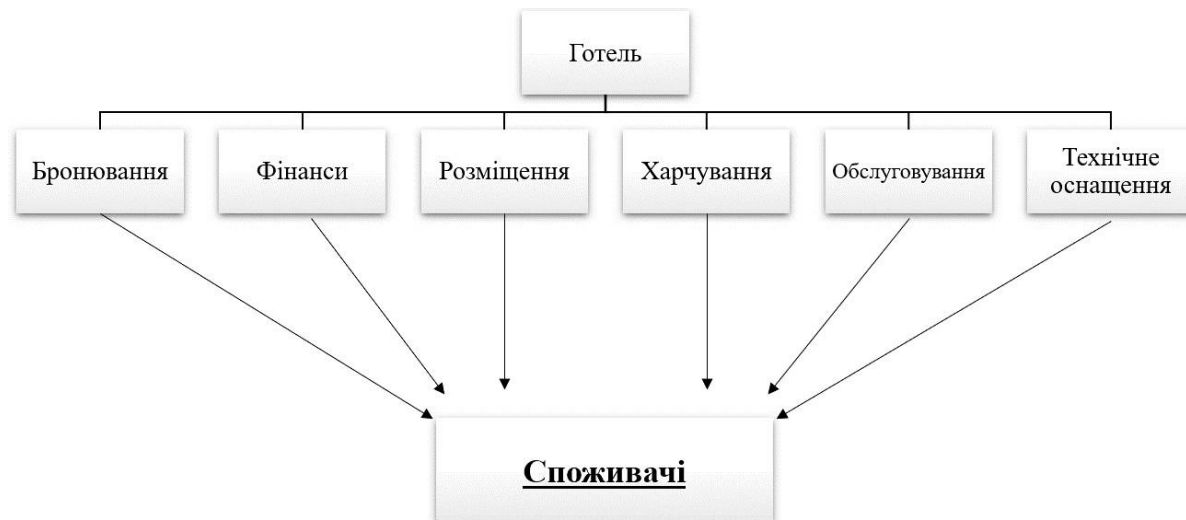 Готель
Бронювання
Фінанси
Розміщення
Харчування
Обслуговування
Технічне
оснащення
Споживачі